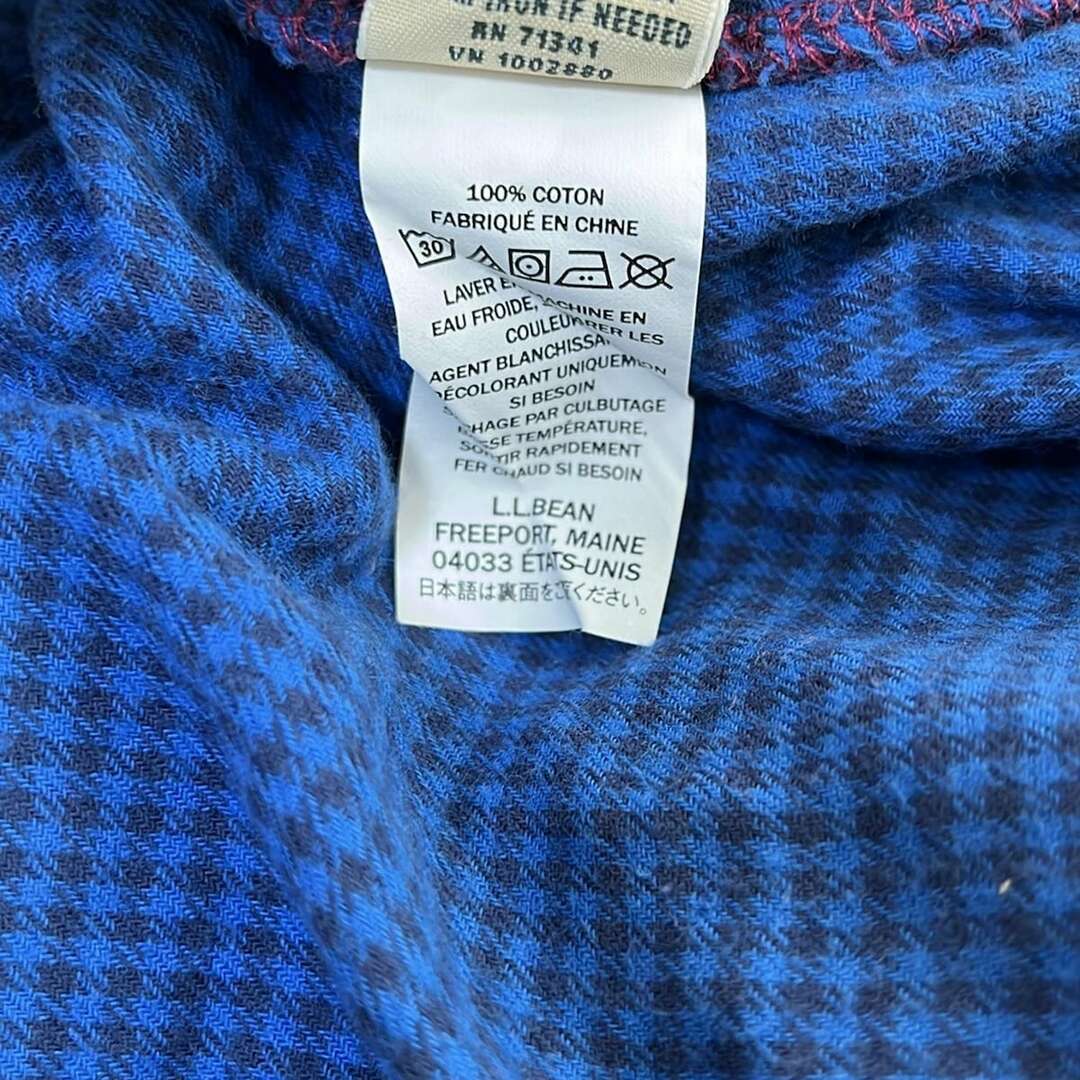 IRON IF NEEDED
RN 71341
VN 1002880
100% COTON
FABRIQUÉ EN CHINE
30
LAVER
EAU FROIDE, EN
LES
AGENT
UNIQUEMENT
SI BESOIN
PAR CULBUTAGE
TEMPÉRATURE,
RAPIDEMENT
FER CHAUD SI BESOIN
L.L.BEAN
FREEPORT, MAINE
04033 ÉTATS-UNIS
日本語は裏面をご覧ください。